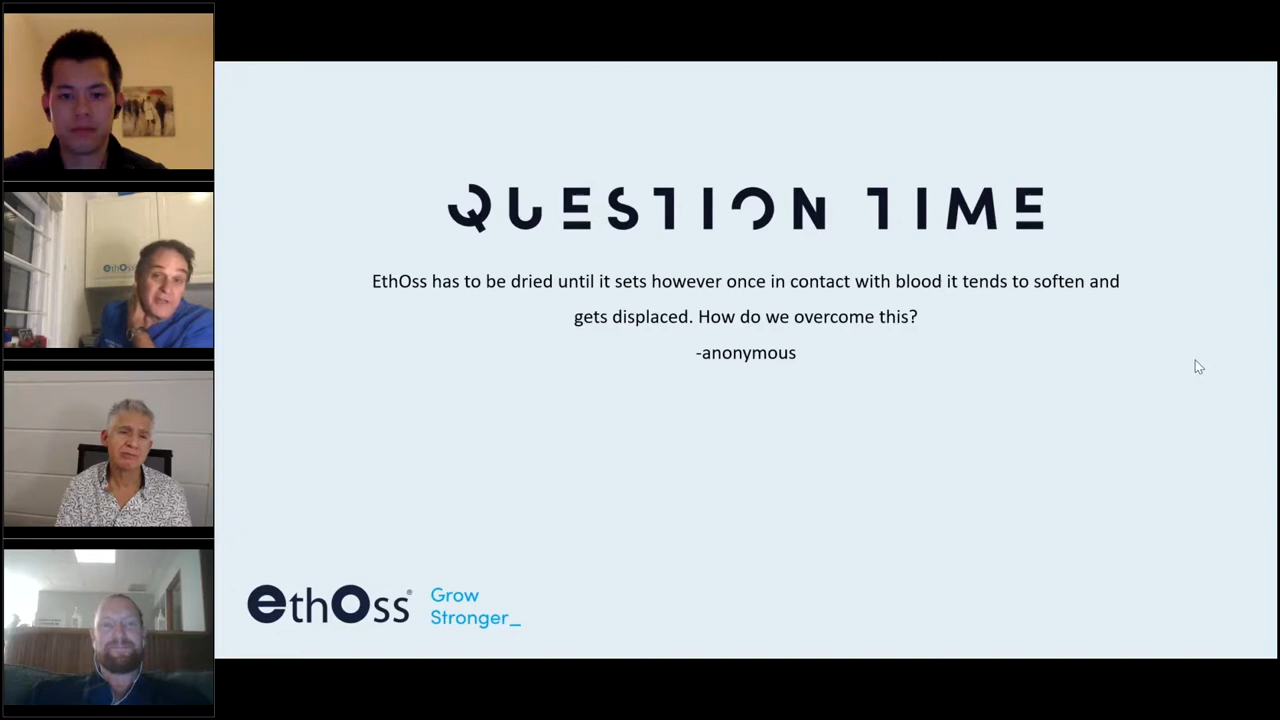 QUESTION TIME
EthOss has to be dried until it sets however once in contact with blood it tends to soften and
gets displaced. How do we overcome this?
-anonymous
ethOss
ethOss®
Grow
Stronger_